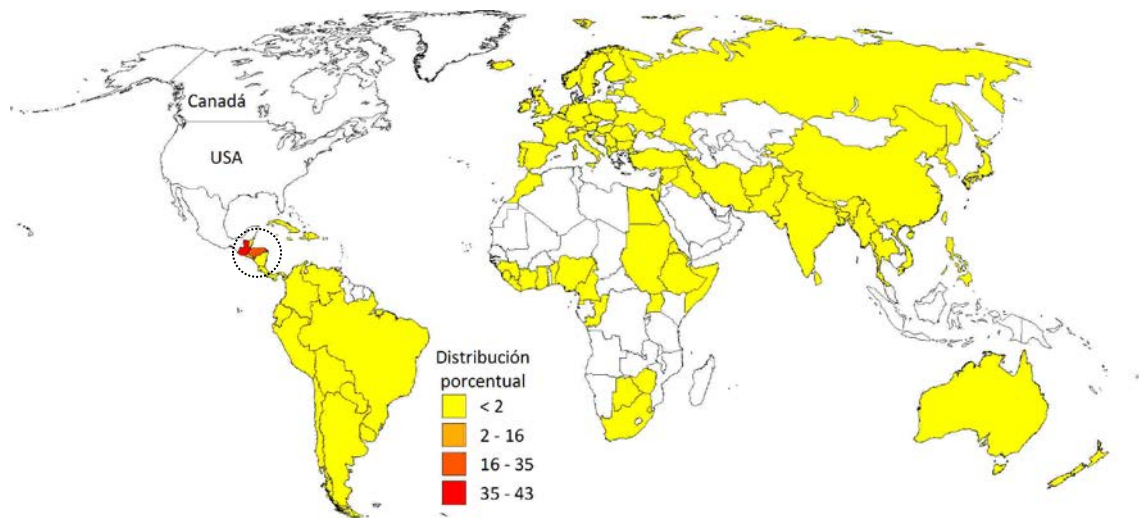 Canadá
USA
Distribución
porcentual
< 2
2 - 16
16 - 35
35 - 43